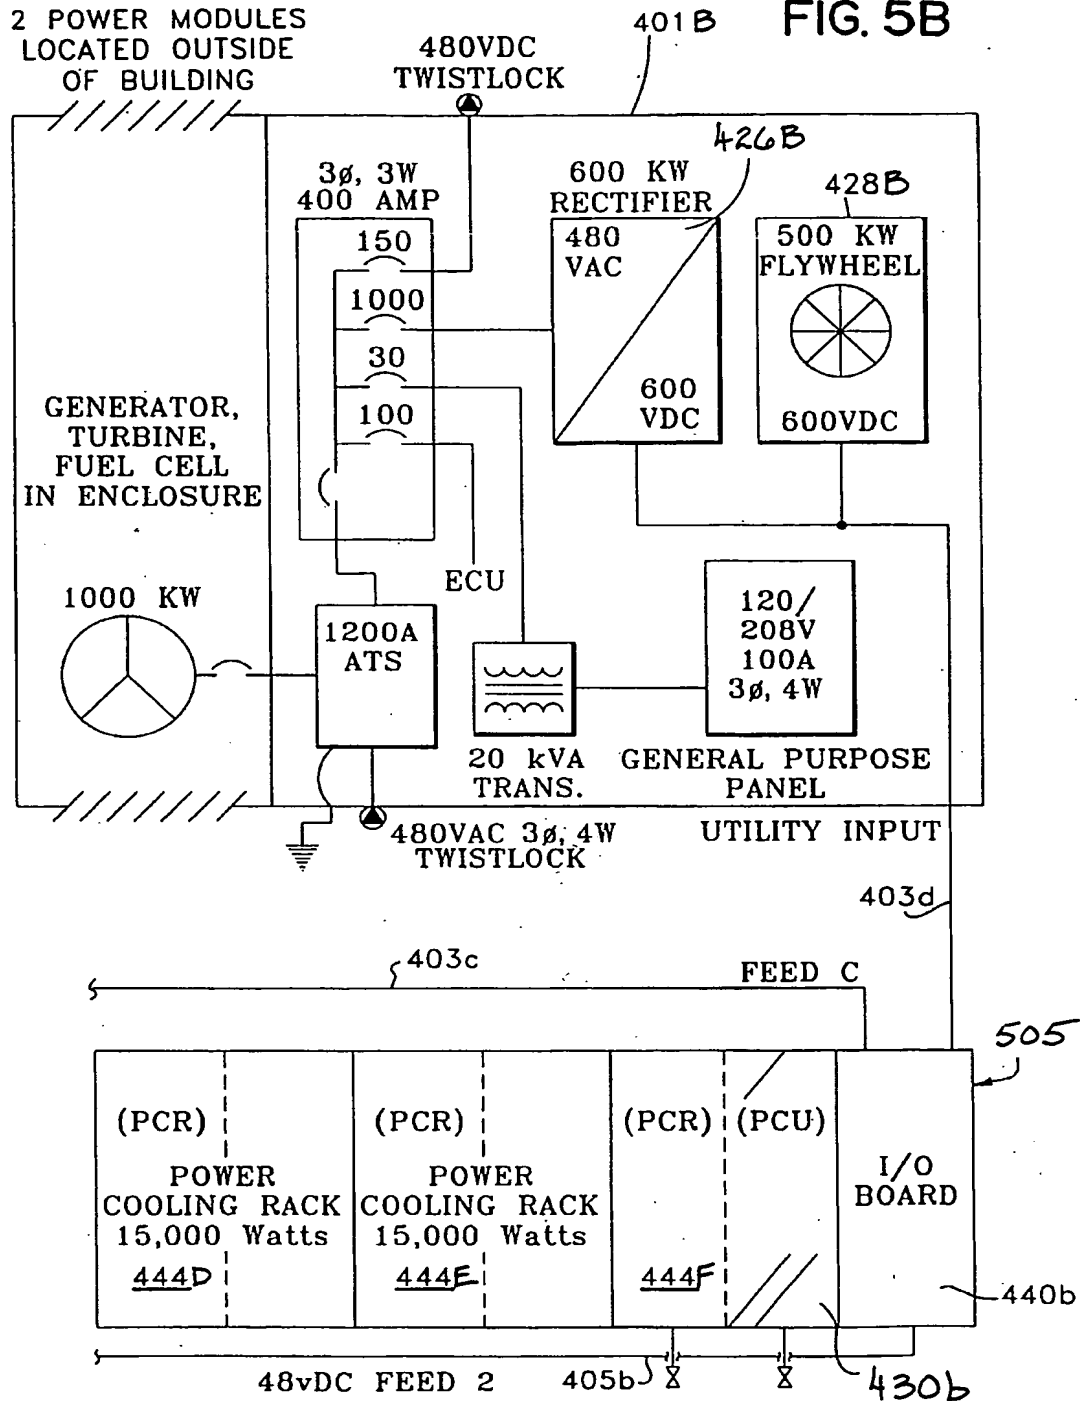 2 POWER MODULES
LOCATED OUTSIDE
OF BUILDING
401B
FIG. 5B
480VDC
TWISTLOCK
3ø, 3W
400 AMP
150
1000
30
100
600 KW
RECTIFIER
426B
480
VAC
600
VDC
428B
500 KW
FLYWHEEL
600VDC
GENERATOR,
TURBINE,
FUEL CELL
IN ENCLOSURE
1000 KW
ECU
1200A
ATS
20 kVA
TRANS.
120/
208V
100A
3ø, 4W
GENERAL PURPOSE
PANEL
480VAC 3ø, 4W
TWISTLOCK
UTILITY INPUT
403d
403c
FEED C
505
(PCR)
POWER
COOLING RACK
15,000 Watts
444D
(PCR)
POWER
COOLING RACK
15,000 Watts
444E
(PCR)
444F
(PCU)
I/O
BOARD
440b
48vDC FEED 2
405b
430b